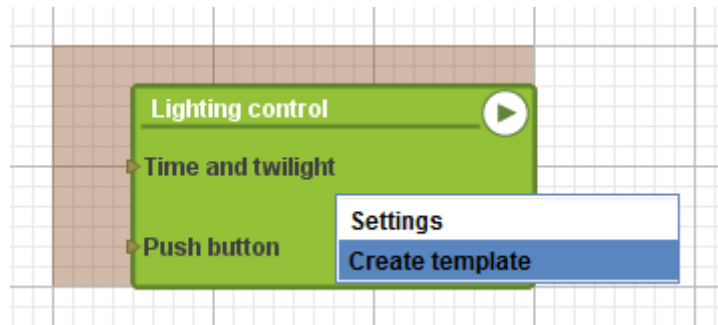 Lighting control
Time and twilight
Settings
Push button
Create template